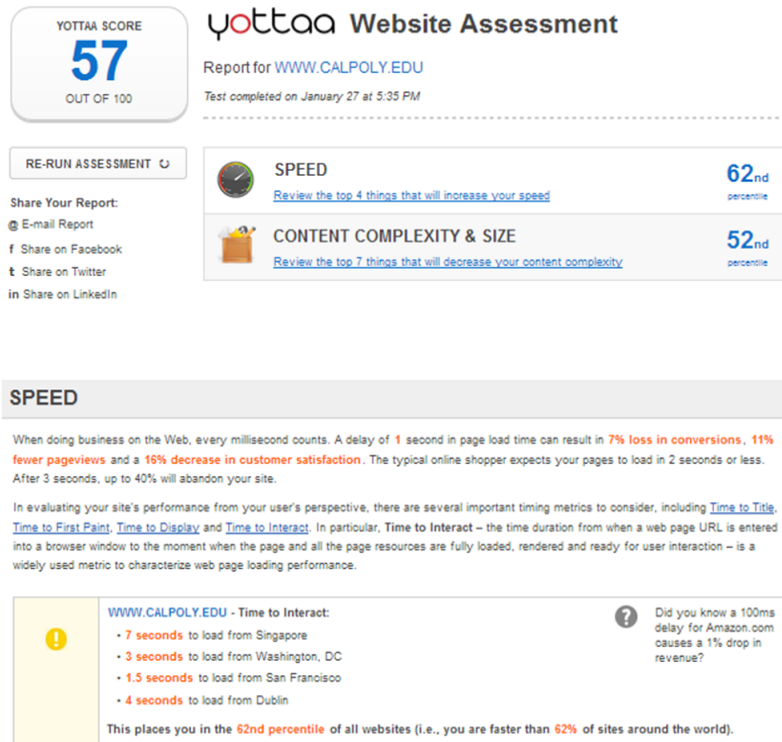 YOTTAA SCORE
57
OUT OF 100
yottaa Website Assessment
Report for WWW.CALPOLY.EDU
Test completed on January 27 at 5:35 PM
RE-RUN ASSESSMENT
Share Your Report:
@ E-mail Report
f Share on Facebook
t Share on Twitter
in Share on LinkedIn
SPEED
Review the top 4 things that will increase your speed
62nd
percentile
CONTENT COMPLEXITY & SIZE
Review the top 7 things that will decrease your content complexity
52nd
percentile
SPEED
When doing business on the Web, every millisecond counts. A delay of 1 second in page load time can result in 7% loss in conversions, 11%
fewer pageviews and a 16% decrease in customer satisfaction. The typical online shopper expects your pages to load in 2 seconds or less.
After 3 seconds, up to 40% will abandon your site.
In evaluating your site's performance from your user's perspective, there are several important timing metrics to consider, including Time to Title,
Time to First Paint, Time to Display and Time to Interact. In particular, Time to Interact – the time duration from when a web page URL is entered
into a browser window to the moment when the page and all the page resources are fully loaded, rendered and ready for user interaction – is a
widely used metric to characterize web page loading performance.
WWW.CALPOLY.EDU - Time to Interact:
• 7 seconds to load from Singapore
• 3 seconds to load from Washington, DC
• 1.5 seconds to load from San Francisco
• 4 seconds to load from Dublin
This places you in the 62nd percentile of all websites (i.e., you are faster than 62% of sites around the world).
?
Did you know a 100ms
delay for Amazon.com
causes a 1% drop in
revenue?